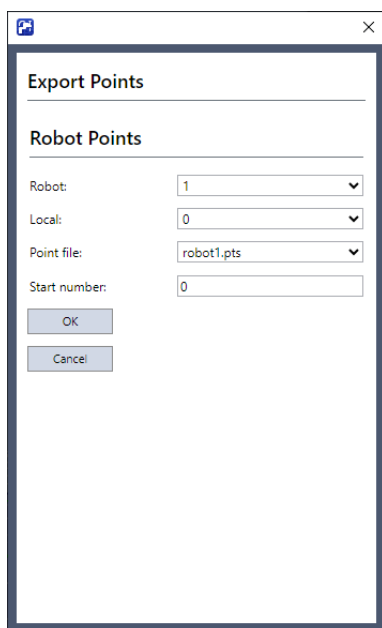 Export Points
Robot Points
Robot: 1
Local: 0
Point file: robot1.pts
Start number: 0
OK
Cancel